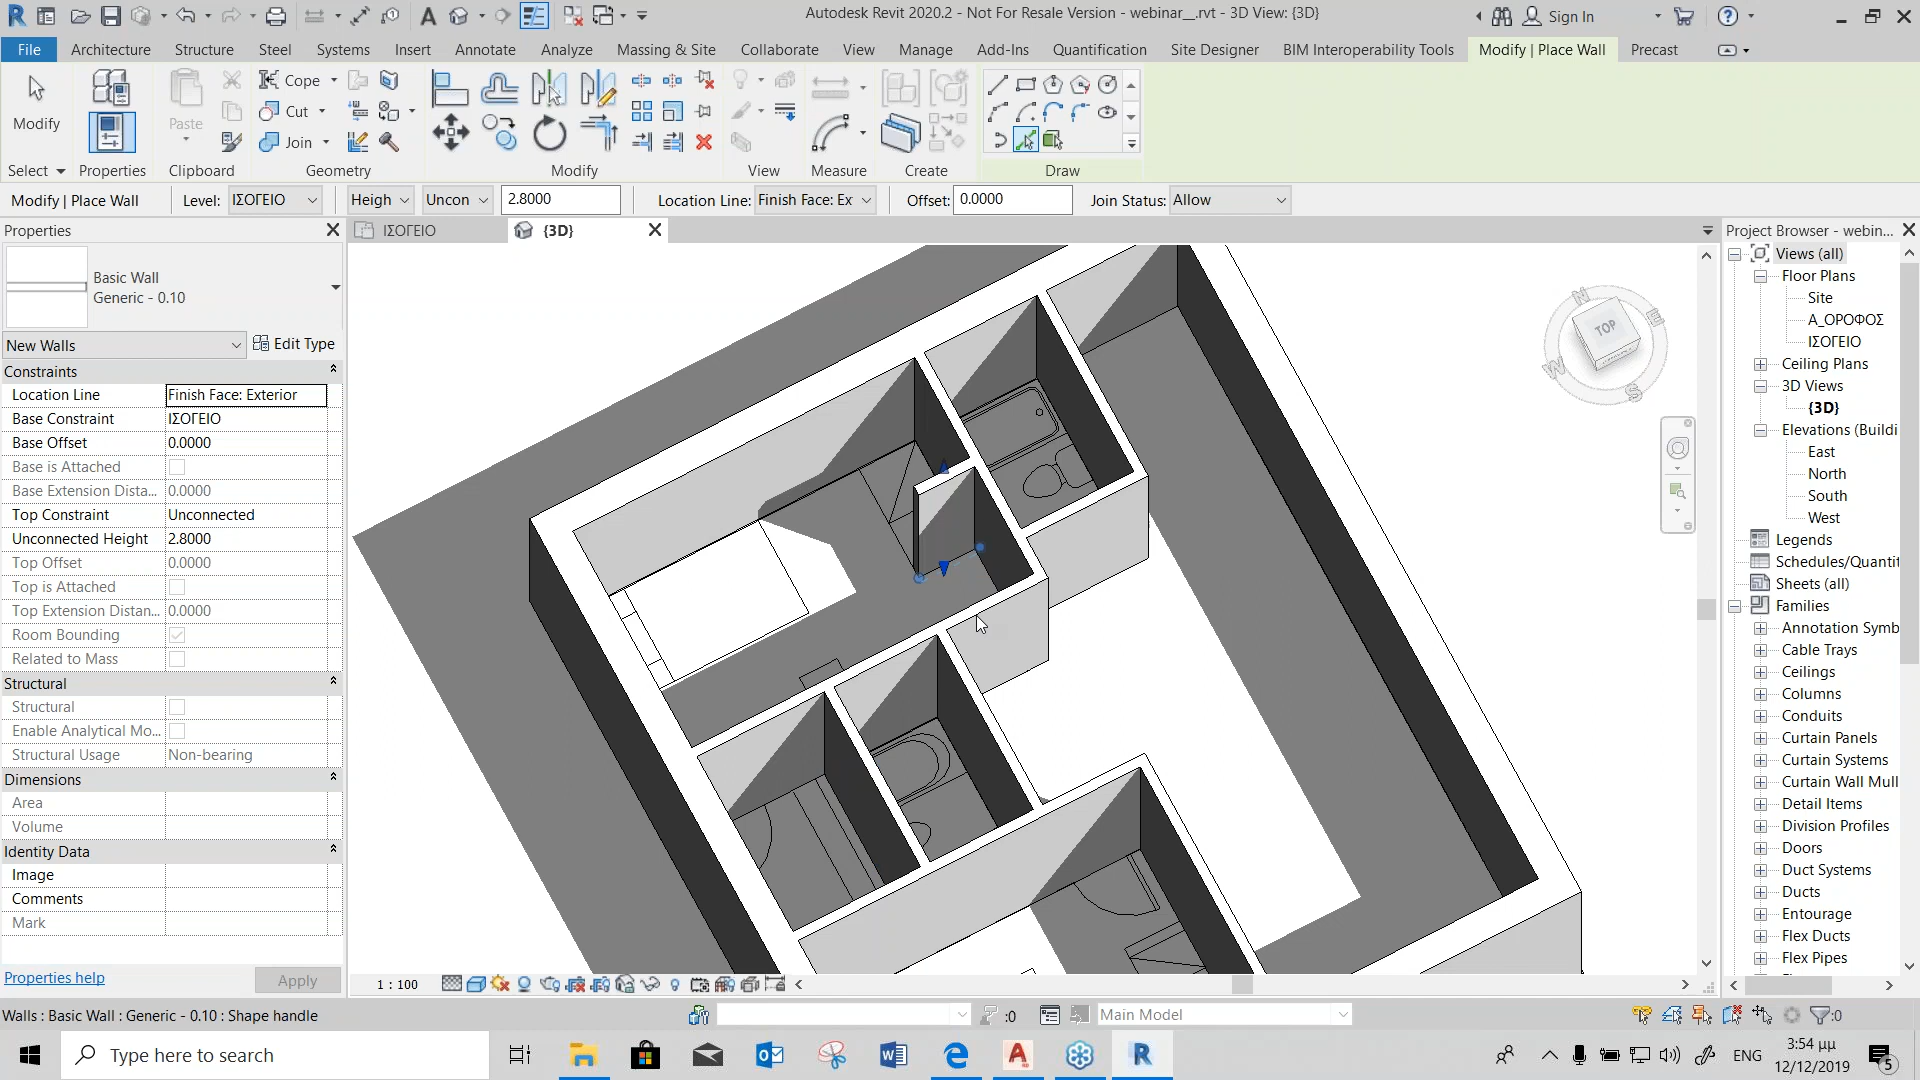 Autodesk Revit 2020.2 - Not For Resale Version - webinar__.rvt - 3D View: {3D}
Sign In
File Architecture Structure Steel Systems Insert Annotate Analyze Massing & Site Collaborate View Manage Add-Ins Quantification Site Designer BIM Interoperability Tools Modify | Place Wall Precast
Modify
Paste
Cope
Cut
Join
Select Properties Clipboard Geometry Modify View Measure Create Draw
Modify | Place Wall Level: ΙΣΟΓΕΙΟ Heigh Uncon 2.8000 Location Line: Finish Face: Ex Offset: 0.0000 Join Status: Allow
Properties
ΙΣΟΓΕΙΟ
{3D}
Project Browser - webin...
Basic Wall
Generic - 0.10
New Walls
Edit Type
Constraints
Location Line Finish Face: Exterior
Base Constraint ΙΣΟΓΕΙΟ
Base Offset 0.0000
Base is Attached
Base Extension Dista... 0.0000
Top Constraint Unconnected
Unconnected Height 2.8000
Top Offset 0.0000
Top is Attached
Top Extension Distan... 0.0000
Room Bounding
Related to Mass
Structural
Structural
Enable Analytical Mo...
Structural Usage Non-bearing
Dimensions
Area
Volume
Identity Data
Image
Comments
Mark
Properties help
Apply
TOP
N
E
W
S
Views (all)
Floor Plans
Site
Α_ΟΡΟΦΟΣ
ΙΣΟΓΕΙΟ
Ceiling Plans
3D Views
{3D}
Elevations (Buildi
East
North
South
West
Legends
Schedules/Quantit
Sheets (all)
Families
Annotation Symb
Cable Trays
Ceilings
Columns
Conduits
Curtain Panels
Curtain Systems
Curtain Wall Mull
Detail Items
Division Profiles
Doors
Duct Systems
Ducts
Entourage
Flex Ducts
Flex Pipes
1 : 100
Walls : Basic Wall : Generic - 0.10 : Shape handle
:0
Main Model
:0
Type here to search
ENG
3:54 μμ
12/12/2019
5